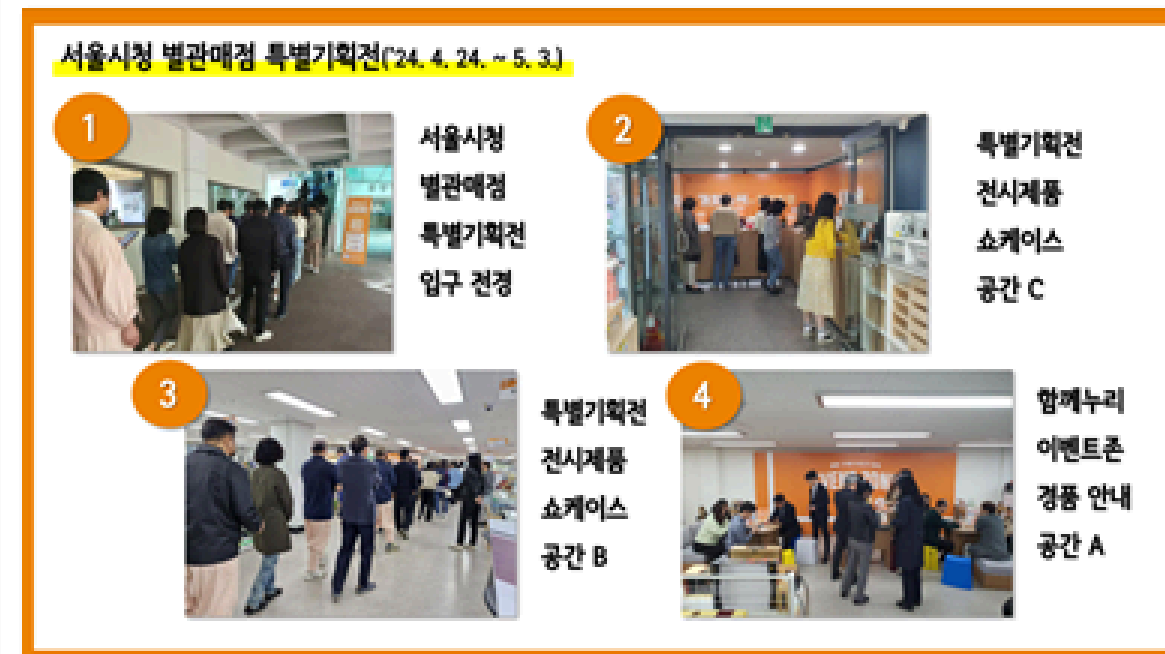 서울시청 별관매점 특별기획전('24. 4. 24. ~ 5. 3.)
1
서울시청
별관매점
특별기획전
입구 전경
2
특별기획전
전시제품
쇼케이스
공간 C
3
특별기획전
전시제품
쇼케이스
공간 B
4
함께누리
이벤트존
경품 안내
공간 A